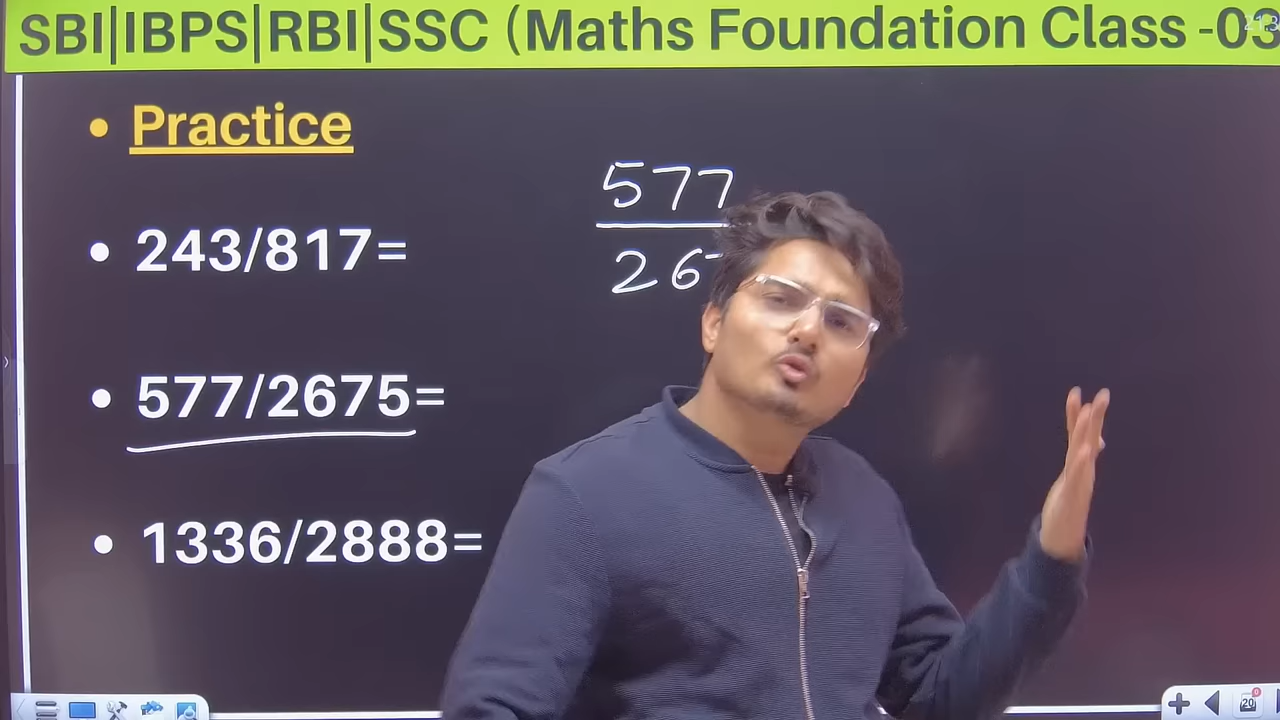 SBI|IBPS|RBI|SSC (Maths Foundation Class -03
• Practice
• 243/817=
577
26
• 577/2675=
• 1336/2888=